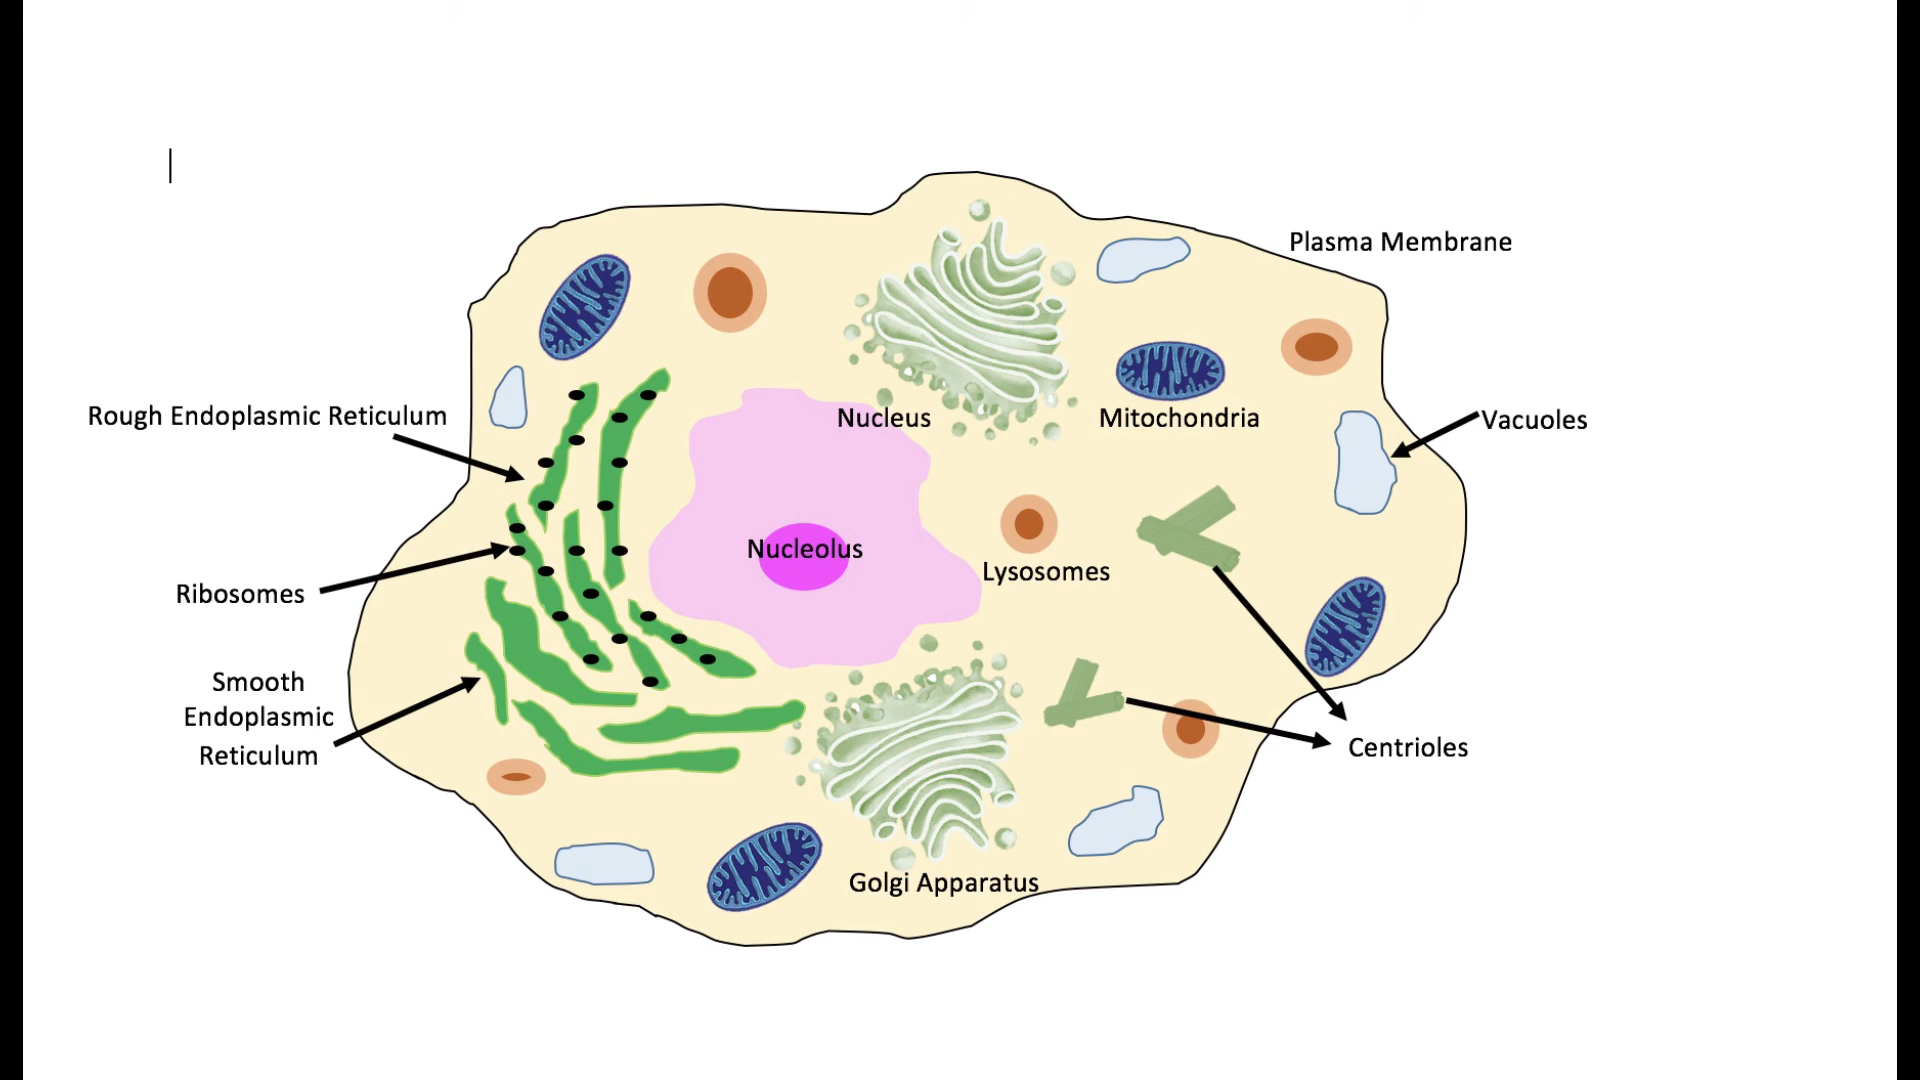 Plasma Membrane
Rough Endoplasmic Reticulum
Nucleus
Mitochondria
Vacuoles
Nucleolus
Lysosomes
Ribosomes
Smooth
Endoplasmic
Reticulum
Centrioles
Golgi Apparatus